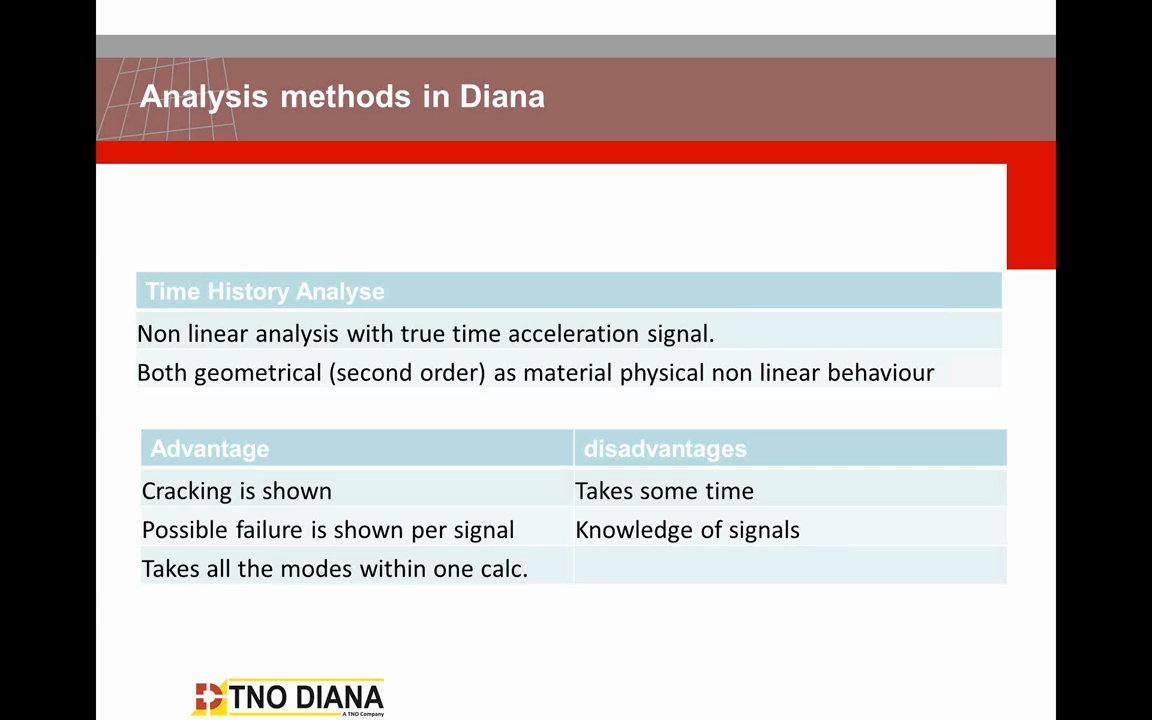 Analysis methods in Diana
Time History Analyse
Non linear analysis with true time acceleration signal.
Both geometrical (second order) as material physical non linear behaviour
Advantage disadvantages
Cracking is shown Takes some time
Possible failure is shown per signal Knowledge of signals
Takes all the modes within one calc.
TNO DIANA
A TNO Company